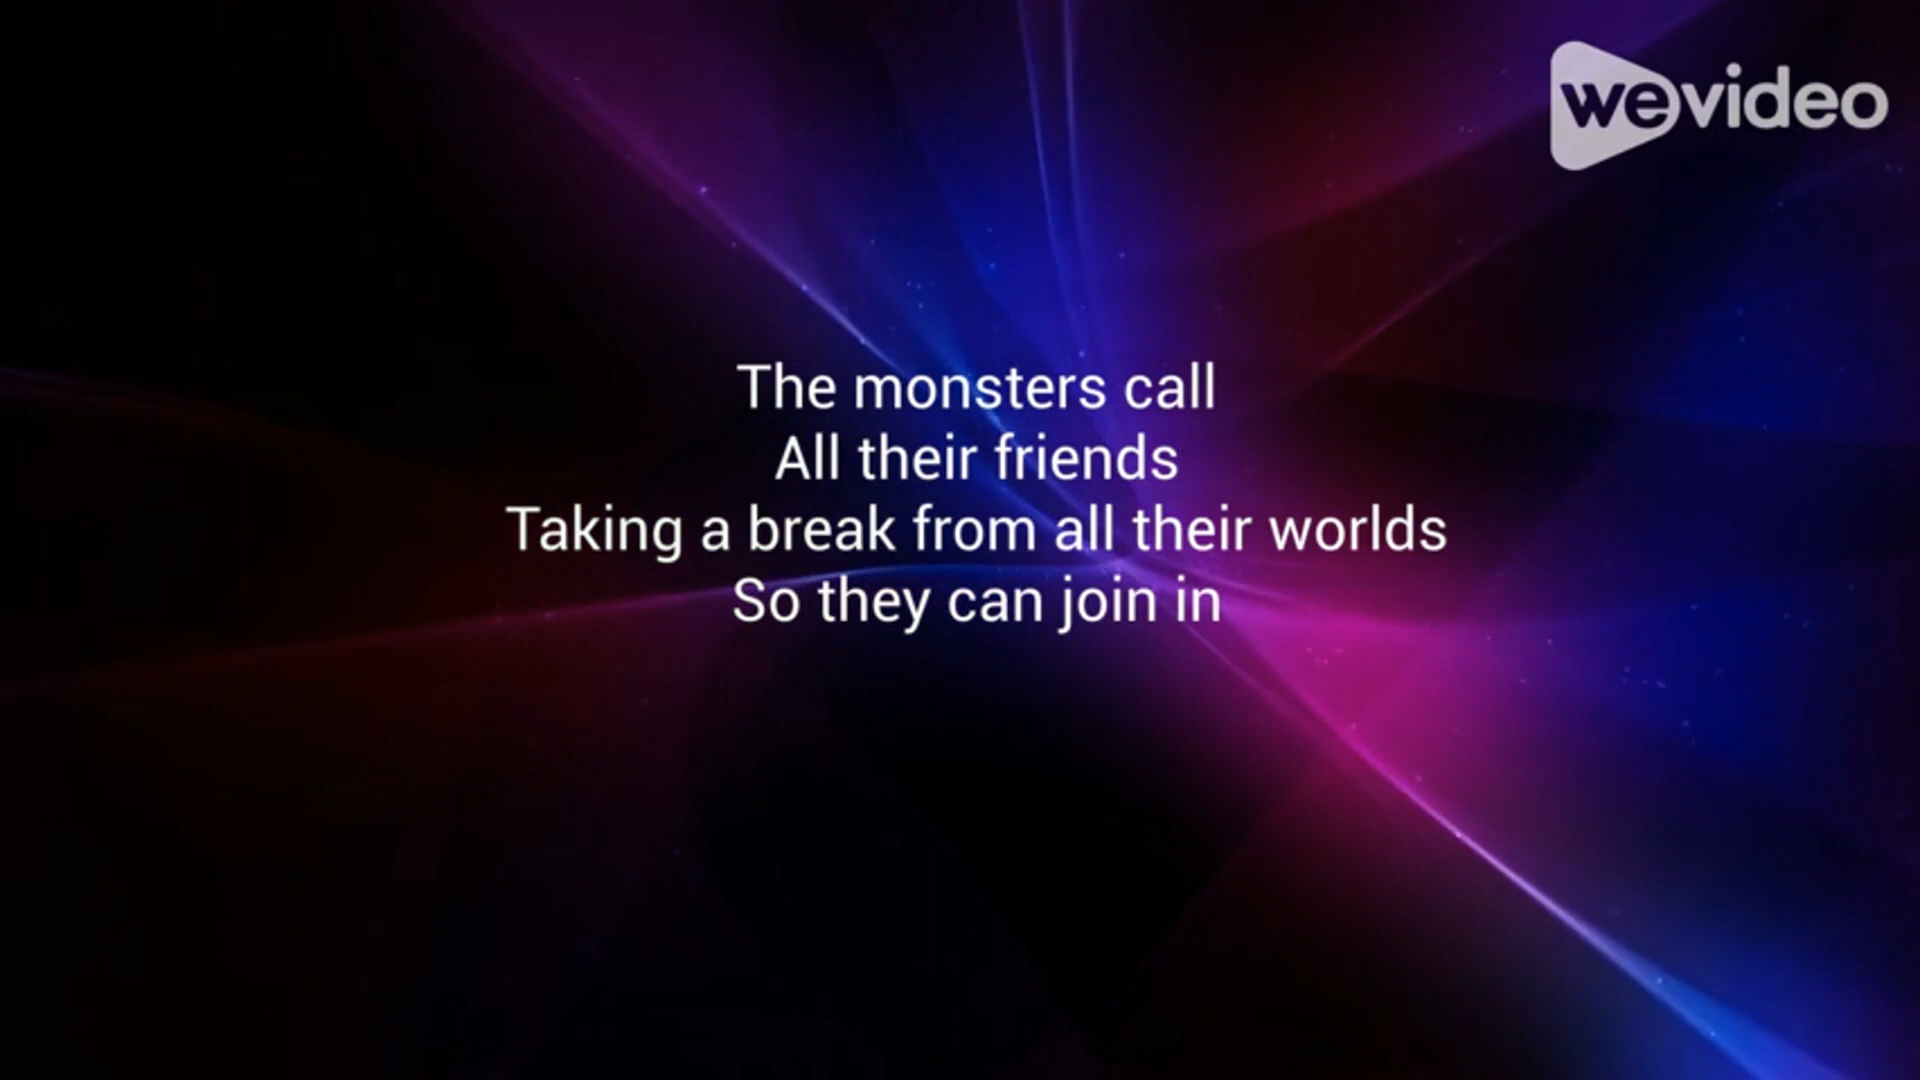 wevideo
The monsters call
All their friends
Taking a break from all their worlds
So they can join in